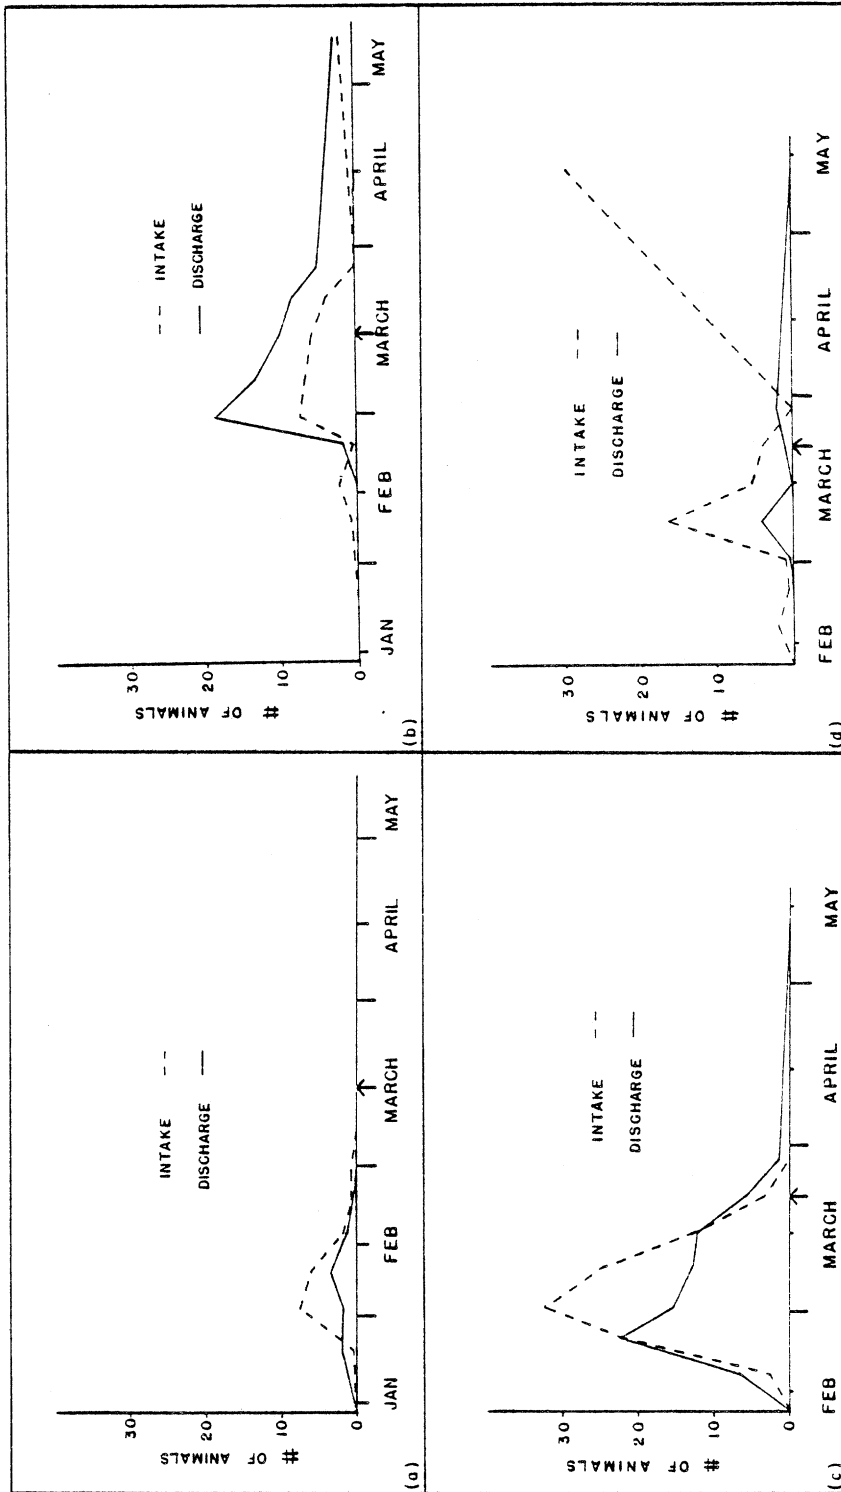 # OF ANIMALS
30
20
10
0
INTAKE
DISCHARGE
JAN
FEB
MARCH
APRIL
MAY
(a)
# OF ANIMALS
30
20
10
0
INTAKE
DISCHARGE
JAN
FEB
MARCH
APRIL
MAY
(b)
# OF ANIMALS
30
20
10
0
INTAKE
DISCHARGE
FEB
MARCH
APRIL
MAY
(c)
# OF ANIMALS
30
20
10
INTAKE
DISCHARGE
FEB
MARCH
APRIL
MAY
(d)